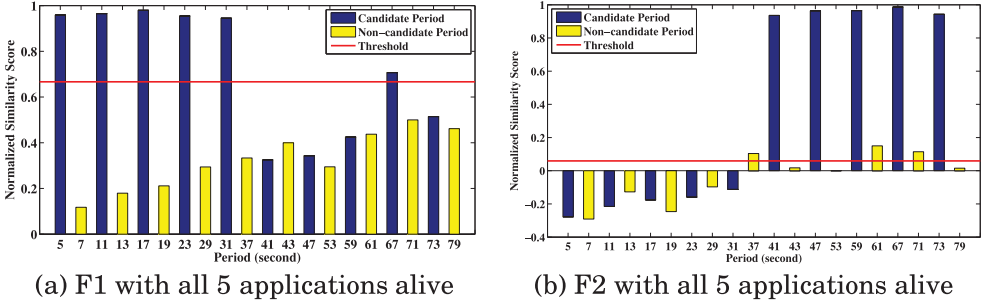 1
0.8
0.6
0.4
0.2
0
Normalized Similarity Score
Candidate Period
Non-candidate Period
Threshold
5 7 11 13 17 19 23 29 31 37 41 43 47 53 59 61 67 71 73 79
Period (second)
(a) F1 with all 5 applications alive
1
0.8
0.6
0.4
0.2
0
−0.2
−0.4
Normalized Similarity Score
Candidate Period
Non-candidate Period
Threshold
5 7 11 13 17 19 23 29 31 37 41 43 47 53 59 61 67 71 73 79
Period (second)
(b) F2 with all 5 applications alive